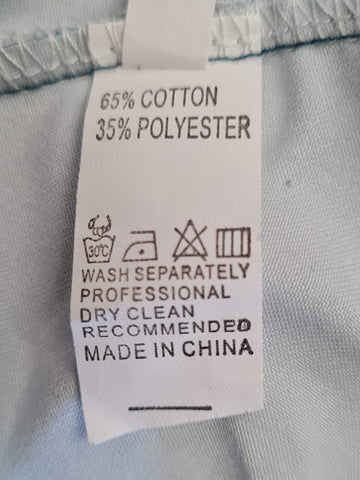 65% COTTON
35% POLYESTER
30°C
WASH SEPARATELY
PROFESSIONAL
DRY CLEAN
RECOMMENDED
MADE IN CHINA